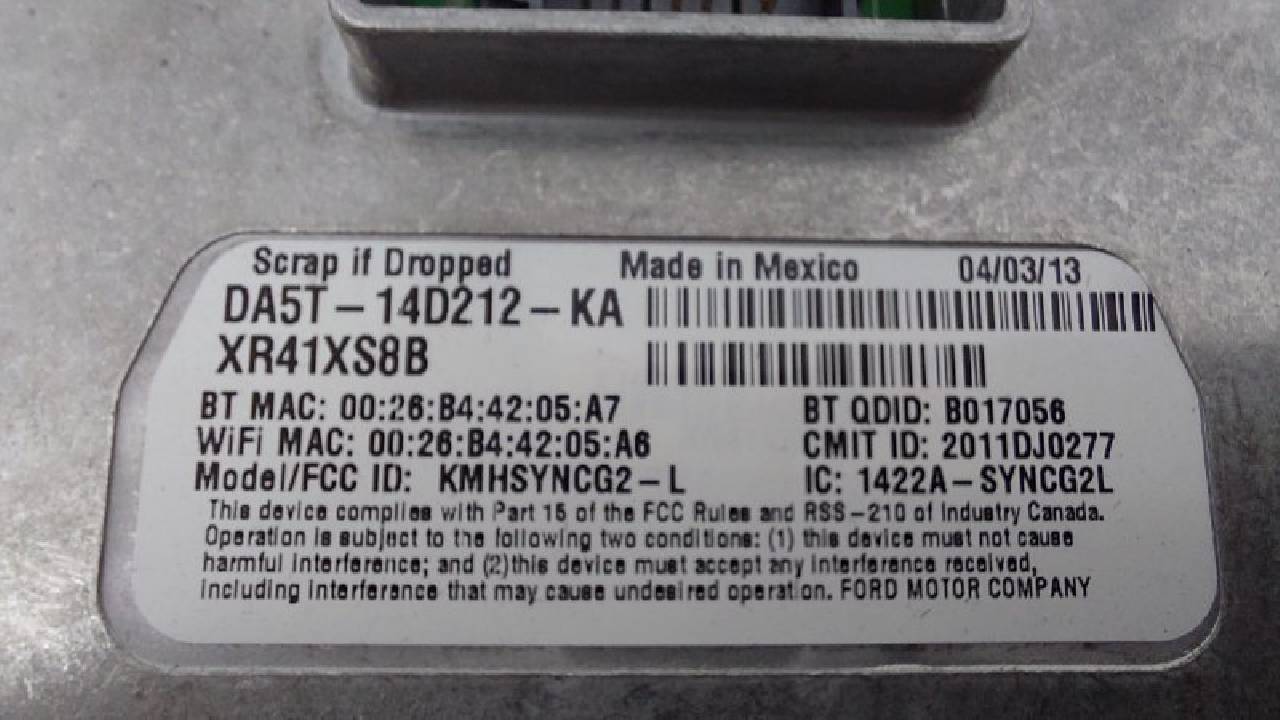 Scrap if Dropped Made in Mexico 04/03/13
DA5T-14D212-KA
XR41XS8B
BT MAC: 00:26:B4:42:05:A7 BT QDID: B017056
WiFi MAC: 00:26:B4:42:05:A6 CMIT ID: 2011DJ0277
Model/FCC ID: KMHSYNCG2-L IC: 1422A-SYNCG2L
This device complies with Part 15 of the FCC Rules and RSS-210 of Industry Canada.
Operation is subject to the following two conditions: (1) this device must not cause
harmful interference; and (2)this device must accept any interference received,
including interference that may cause undesired operation. FORD MOTOR COMPANY